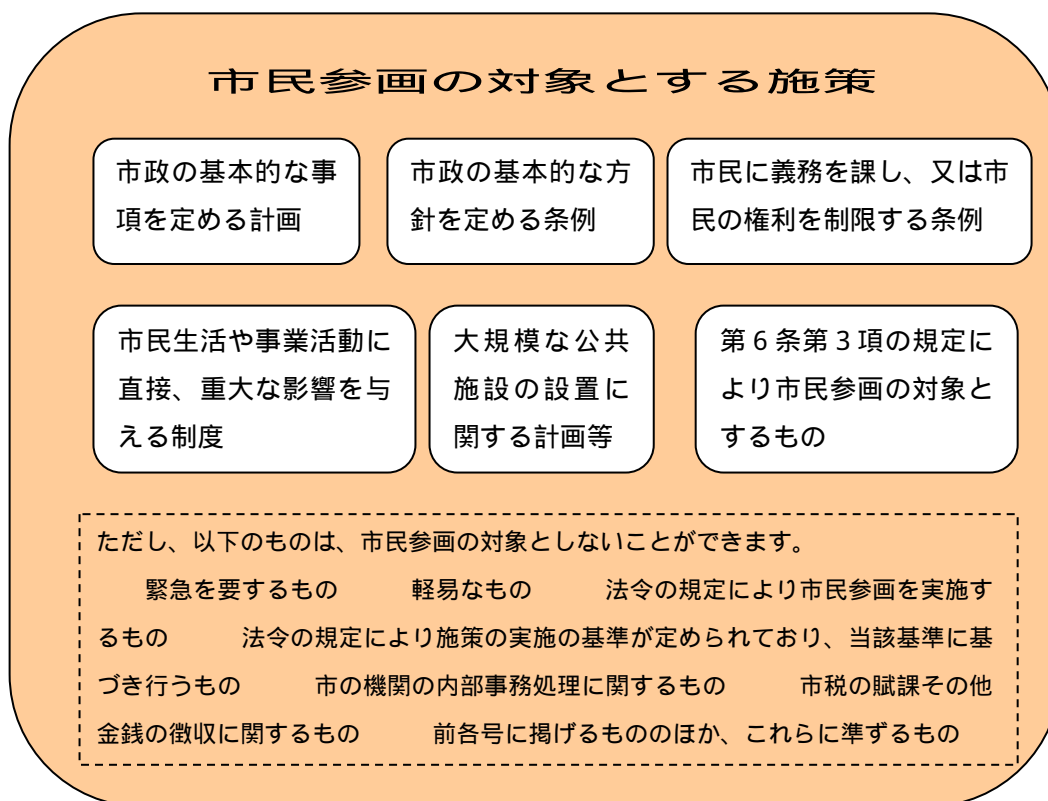 市民参画の対象とする施策
市政の基本的な事
項を定める計画
市政の基本的な方
針を定める条例
市民に義務を課し、又は市
民の権利を制限する条例
市民生活や事業活動に
直接、重大な影響を与
える制度
大規模な公共
施設の設置に
関する計画等
第6条第3項の規定に
より市民参画の対象と
するもの
ただし、以下のものは、市民参画の対象としないことができます。
緊急を要するもの　　軽易なもの　　法令の規定により市民参画を実施す
るもの　　法令の規定により施策の実施の基準が定められており、当該基準に基
づき行うもの　　市の機関の内部事務処理に関するもの　　市税の賦課その他
金銭の徴収に関するもの　　前各号に掲げるもののほか、これらに準ずるもの